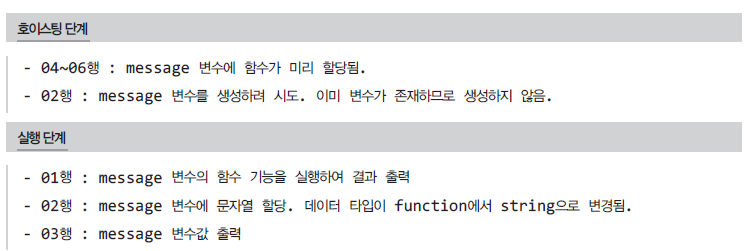 호이스팅 단계
- 04~06행 : message 변수에 함수가 미리 할당됨.
- 02행 : message 변수를 생성하려 시도. 이미 변수가 존재하므로 생성하지 않음.
실행 단계
- 01행 : message 변수의 함수 기능을 실행하여 결과 출력
- 02행 : message 변수에 문자열 할당. 데이터 타입이 function에서 string으로 변경됨.
- 03행 : message 변수값 출력